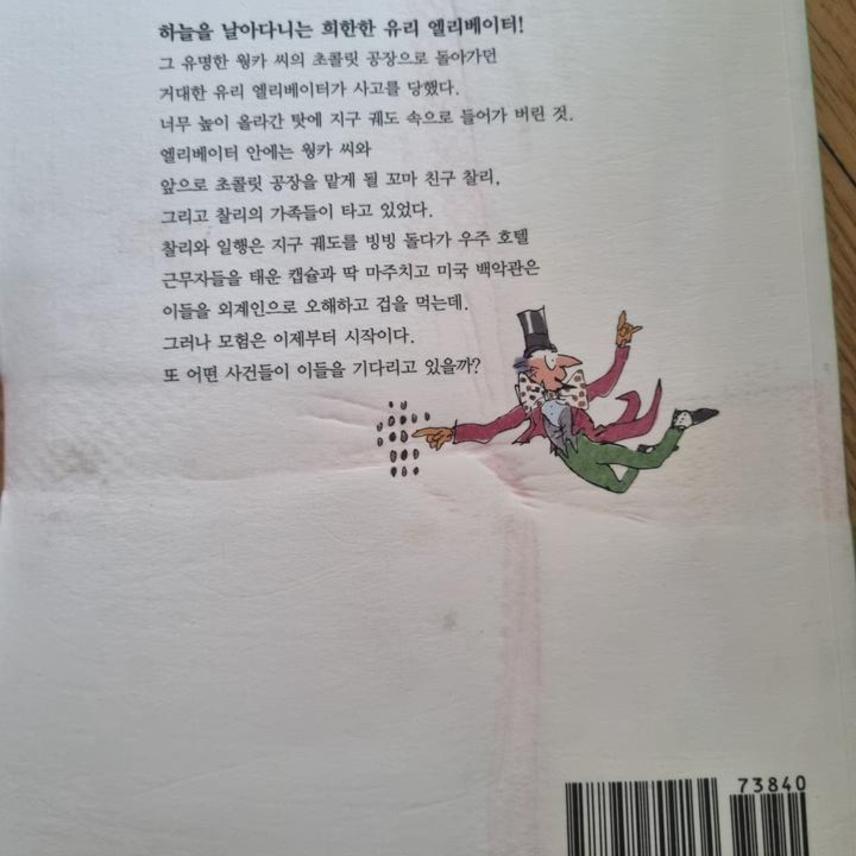 하늘을 날아다니는 희한한 유리 엘리베이터!
그 유명한 웡카 씨의 초콜릿 공장으로 돌아가던
거대한 유리 엘리베이터가 사고를 당했다.
너무 높이 올라간 탓에 지구 궤도 속으로 들어가 버린 것.
엘리베이터 안에는 웡카 씨와
앞으로 초콜릿 공장을 맡게 될 꼬마 친구 찰리,
그리고 찰리의 가족들이 타고 있었다.
찰리와 일행은 지구 궤도를 빙빙 돌다가 우주 호텔
근무자들을 태운 캡슐과 딱 마주치고 미국 백악관은
이들을 외계인으로 오해하고 겁을 먹는데.
그러나 모험은 이제부터 시작이다.
또 어떤 사건들이 이들을 기다리고 있을까?
73840